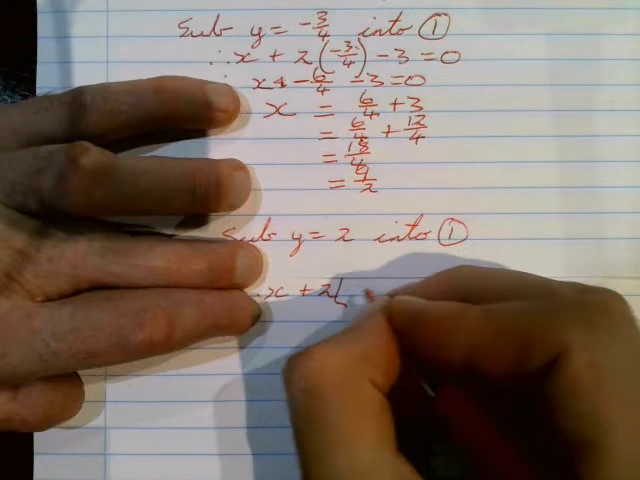 Sub y = -3/4 into ①
∴ x + 2(-3/4) - 3 = 0
x + -6/4 - 3 = 0
x = 6/4 + 3
= 6/4 + 12/4
= 18/4
= 9/2
Sub y = 2 into ①
x + 2(